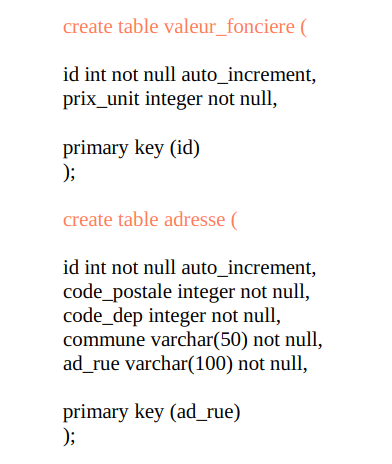 create table valeur_fonciere (
id int not null auto_increment,
prix_unit integer not null,
primary key (id)
);
create table adresse (
id int not null auto_increment,
code_postale integer not null,
code_dep integer not null,
commune varchar(50) not null,
ad_rue varchar(100) not null,
primary key (ad_rue)
);